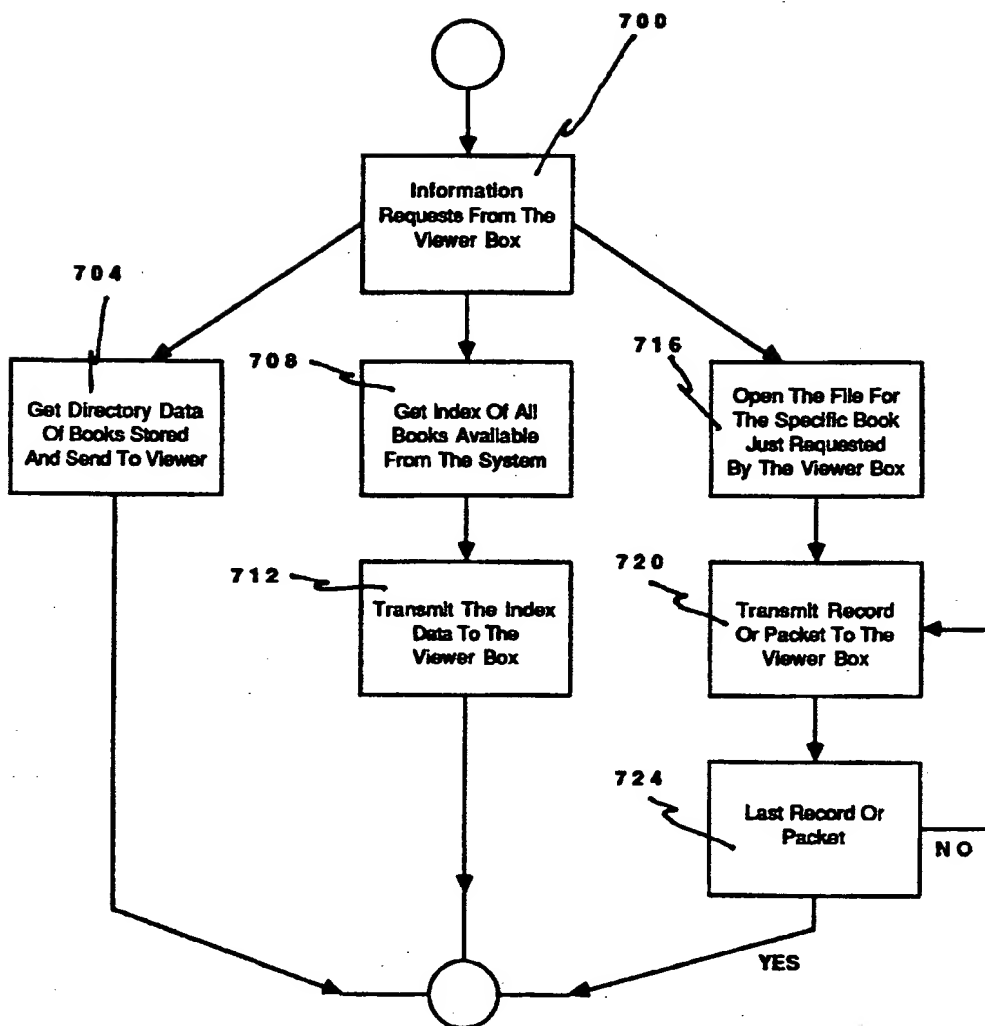 700
Information
Requests From The
Viewer Box
704
Get Directory Data
Of Books Stored
And Send To Viewer
708
Get Index Of All
Books Available
From The System
716
Open The File For
The Specific Book
Just Requested
By The Viewer Box
712
Transmit The Index
Data To The
Viewer Box
720
Transmit Record
Or Packet To The
Viewer Box
724
Last Record Or
Packet
NO
YES